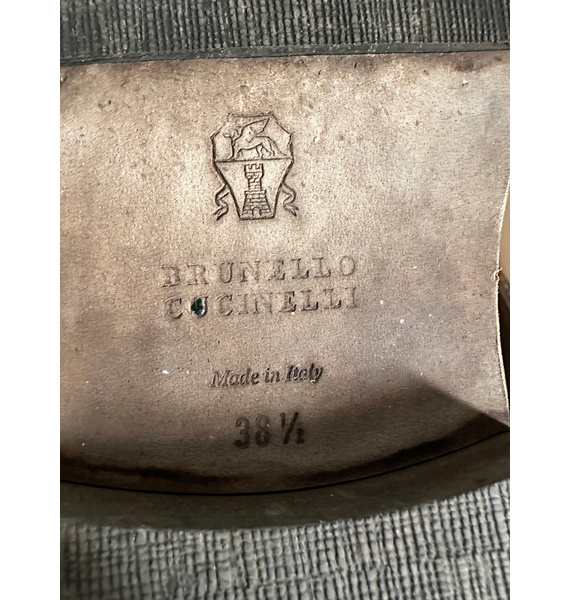 BRUNELLO
CUCINELLI
Made in Italy
38 ½